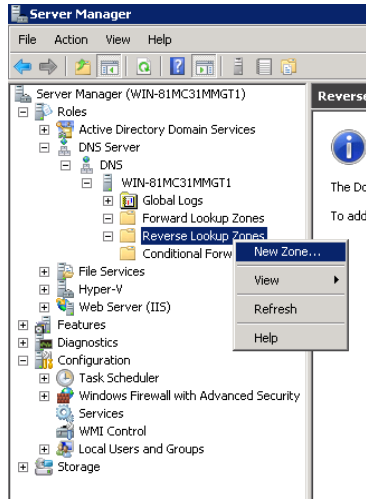 Server Manager
File Action View Help
Server Manager (WIN-81MC31MMGT1)
Roles
Active Directory Domain Services
DNS Server
DNS
WIN-81MC31MMGT1
Global Logs
Forward Lookup Zones
Reverse Lookup Zones
Conditional Forw
File Services
Hyper-V
Web Server (IIS)
Features
Diagnostics
Configuration
Task Scheduler
Windows Firewall with Advanced Security
Services
WMI Control
Local Users and Groups
Storage
New Zone...
View
Refresh
Help
Reverse
The Do
To add